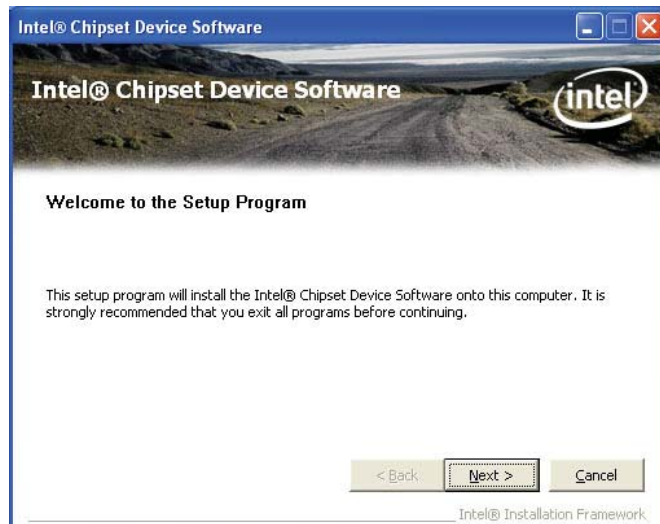 Intel® Chipset Device Software
Intel® Chipset Device Software
intel
Welcome to the Setup Program
This setup program will install the Intel® Chipset Device Software onto this computer. It is
strongly recommended that you exit all programs before continuing.
< Back
Next >
Cancel
Intel® Installation Framework